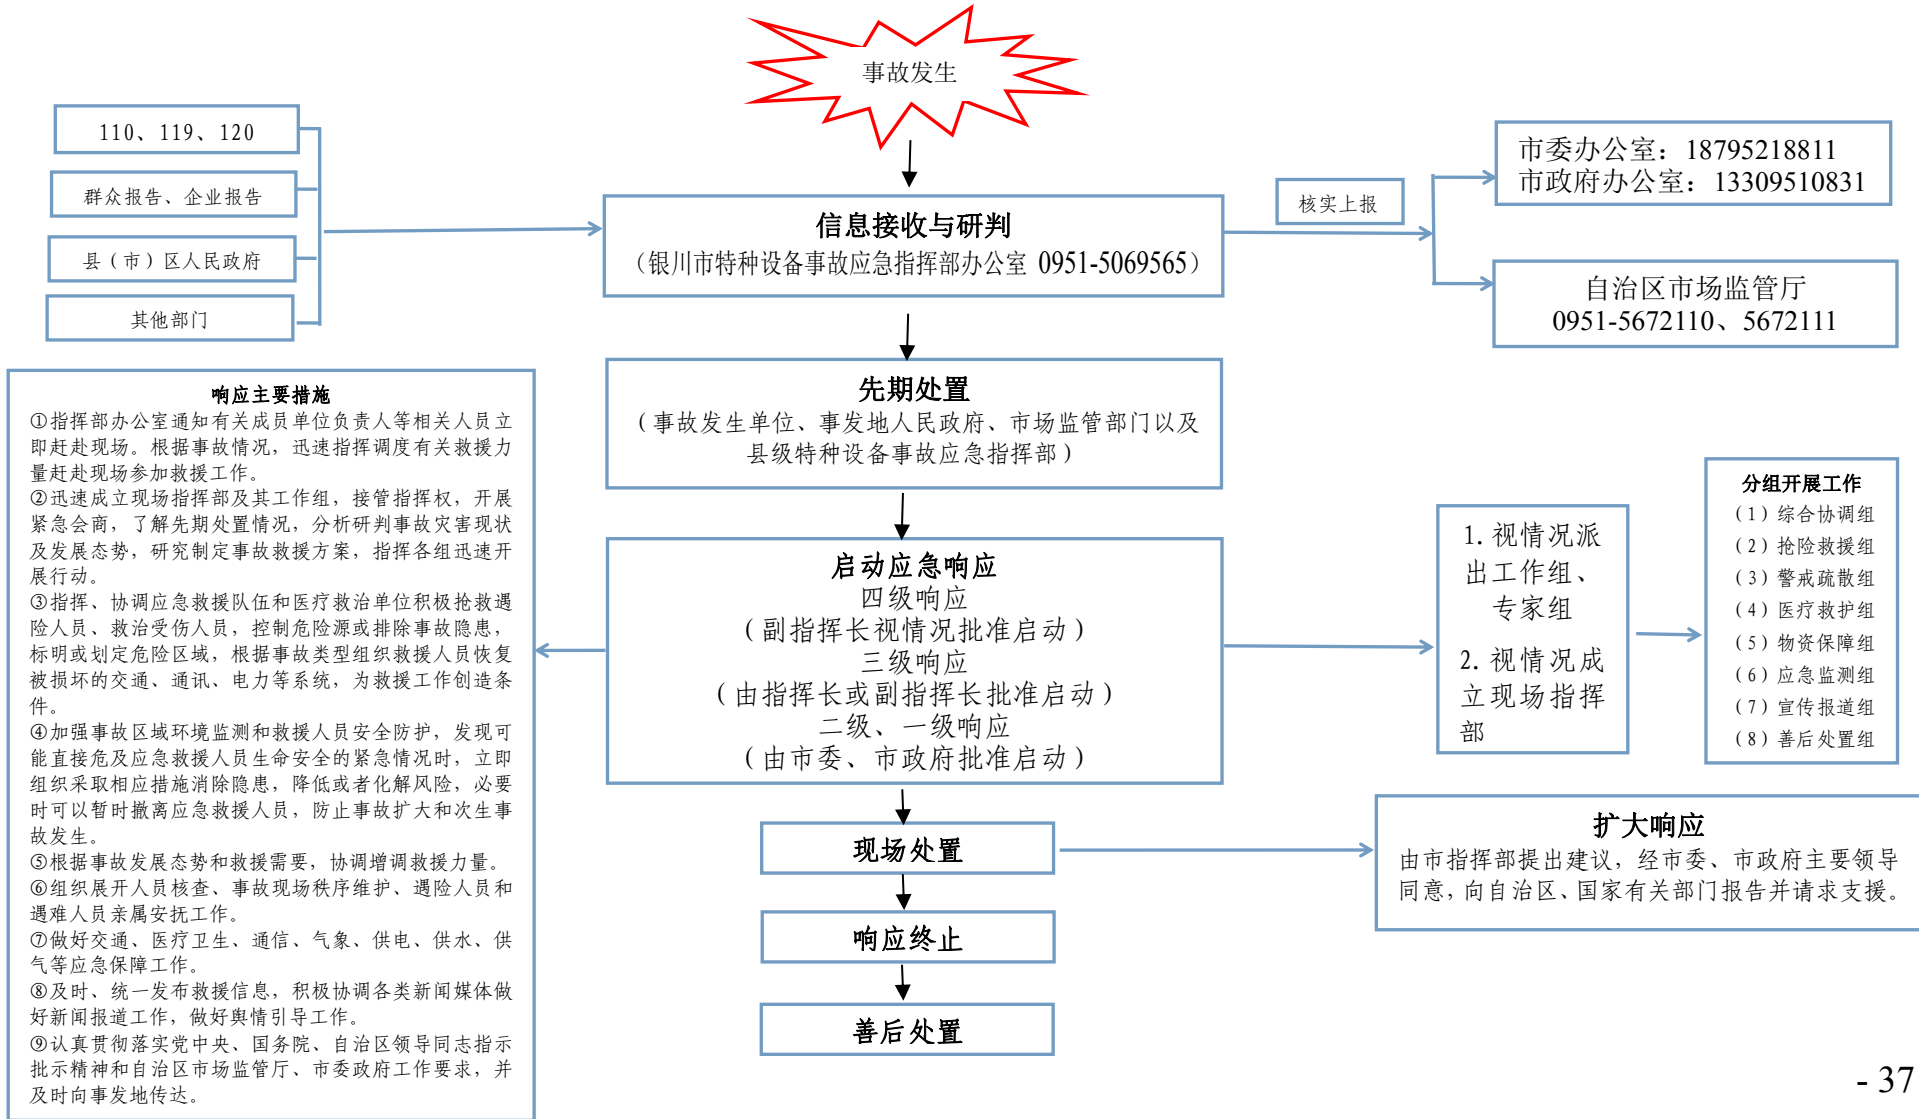 事故发生
110、119、120
群众报告、企业报告
县（市）区人民政府
其他部门
信息接收与研判
（银川市特种设备事故应急指挥部办公室 0951-5069565）
核实上报
市委办公室：18795218811
市政府办公室：13309510831
自治区市场监管厅
0951-5672110、5672111
先期处置
（事故发生单位、事发地人民政府、市场监管部门以及
县级特种设备事故应急指挥部）
响应主要措施
①指挥部办公室通知有关成员单位负责人等相关人员立
即赶赴现场。根据事故情况，迅速指挥调度有关救援力
量赶赴现场参加救援工作。
②迅速成立现场指挥部及其工作组，接管指挥权，开展
紧急会商，了解先期处置情况，分析研判事故灾害现状
及发展态势，研究制定事故救援方案，指挥各组迅速开
展行动。
③指挥、协调应急救援队伍和医疗救治单位积极抢救遇
险人员、救治受伤人员，控制危险源或排除事故隐患，
标明或划定危险区域，根据事故类型组织救援人员恢复
被损坏的交通、通讯、电力等系统，为救援工作创造条
件。
④加强事故区域环境监测和救援人员安全防护，发现可
能直接危及应急救援人员生命安全的紧急情况时，立即
组织采取相应措施消除隐患，降低或者化解风险，必要
时可以暂时撤离应急救援人员，防止事故扩大和次生事
故发生。
⑤根据事故发展态势和救援需要，协调增调救援力量。
⑥组织展开人员核查、事故现场秩序维护、遇险人员和
遇难人员亲属安抚工作。
⑦做好交通、医疗卫生、通信、气象、供电、供水、供
气等应急保障工作。
⑧及时、统一发布救援信息，积极协调各类新闻媒体做
好新闻报道工作，做好舆情引导工作。
⑨认真贯彻落实党中央、国务院、自治区领导同志指示
批示精神和自治区市场监管厅、市委政府工作要求，并
及时向事发地传达。
启动应急响应
四级响应
（副指挥长视情况批准启动）
三级响应
（由指挥长或副指挥长批准启动）
二级、一级响应
（由市委、市政府批准启动）
1.视情况派
出工作组、
专家组
2.视情况成
立现场指挥
部
分组开展工作
（1）综合协调组
（2）抢险救援组
（3）警戒疏散组
（4）医疗救护组
（5）物资保障组
（6）应急监测组
（7）宣传报道组
（8）善后处置组
现场处置
扩大响应
由市指挥部提出建议，经市委、市政府主要领导
同意，向自治区、国家有关部门报告并请求支援。
响应终止
善后处置
- 37